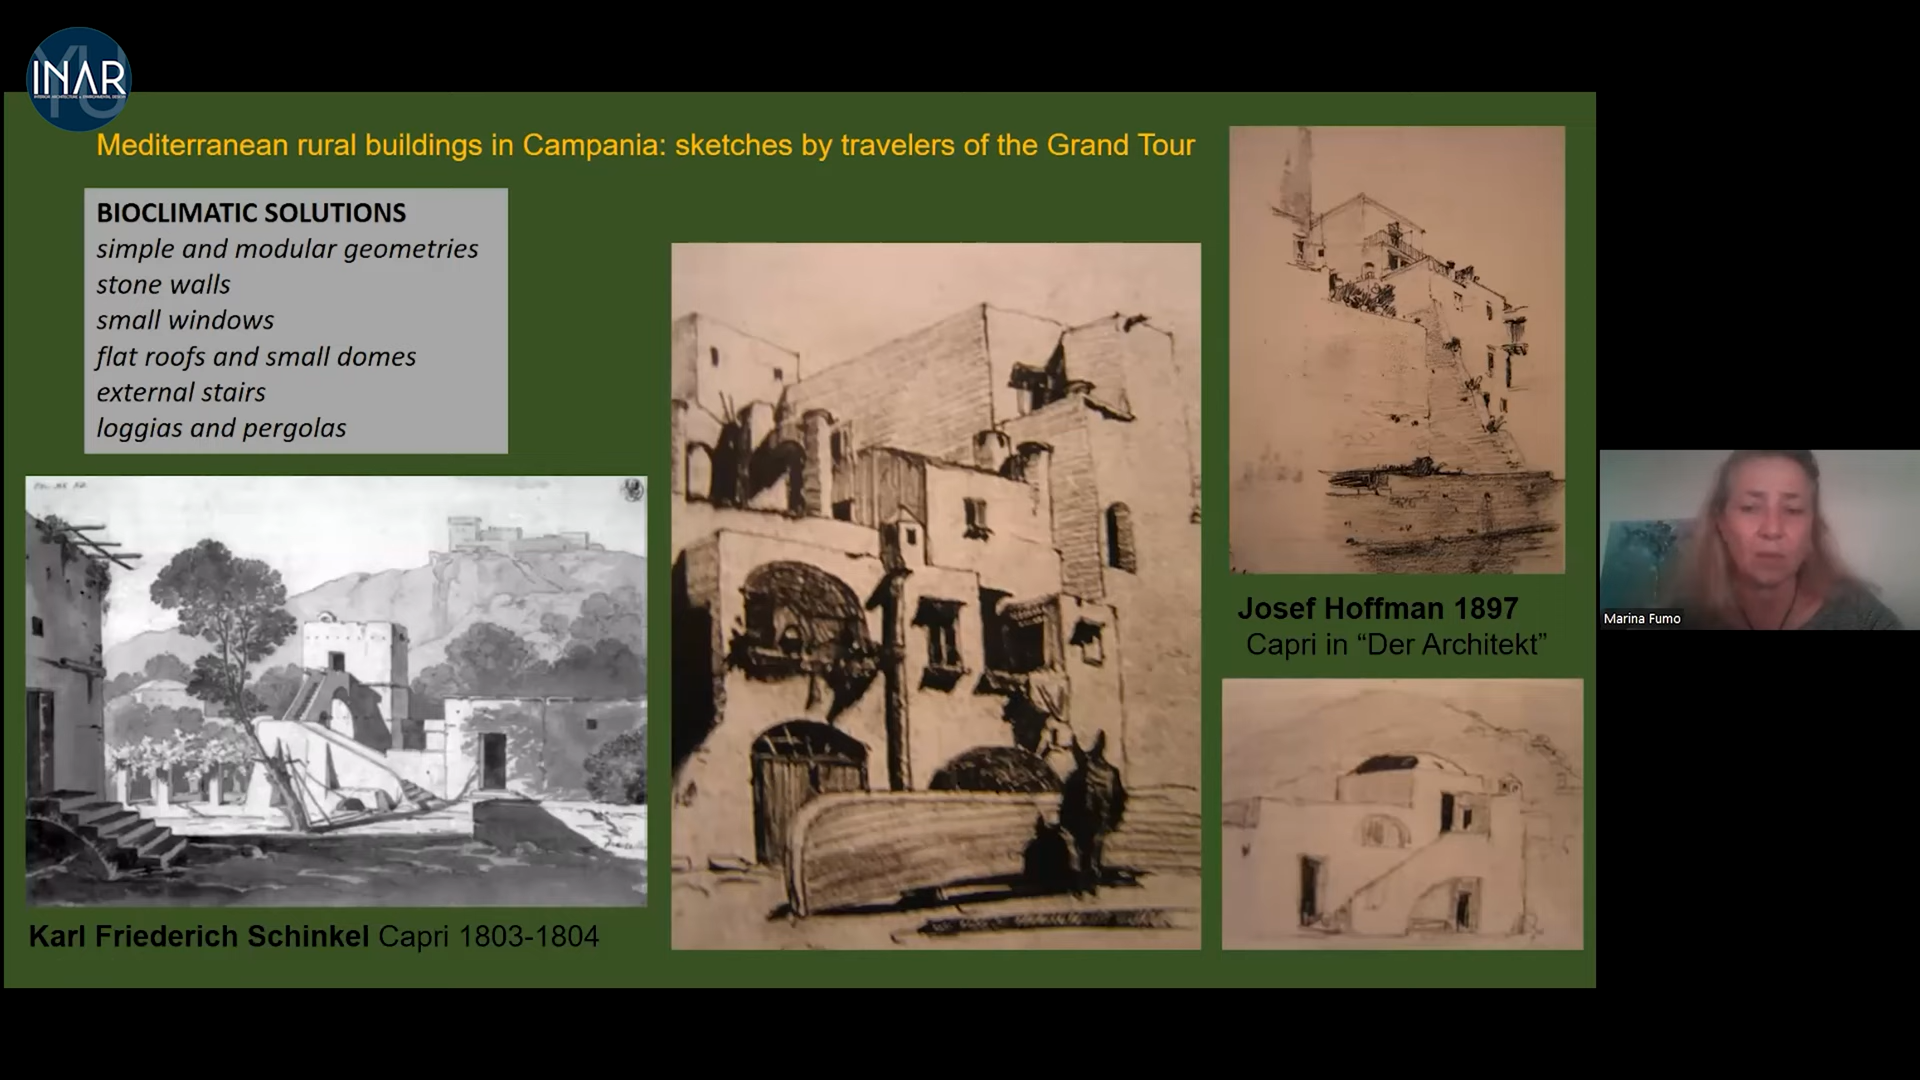 YU
INAR
Mediterranean rural buildings in Campania: sketches by travelers of the Grand Tour
BIOCLIMATIC SOLUTIONS
simple and modular geometries
stone walls
small windows
flat roofs and small domes
external stairs
loggias and pergolas
Karl Friederich Schinkel Capri 1803-1804
Josef Hoffman 1897
Capri in “Der Architekt”
Marina Fumo